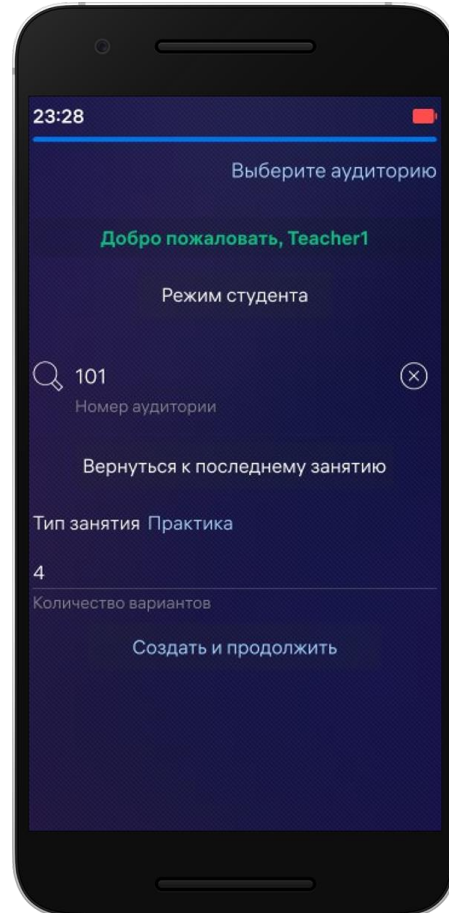 23:28
Выберите аудиторию
Добро пожаловать, Teacher1
Режим студента
101
Номер аудитории
Вернуться к последнему занятию
Тип занятия Практика
4
Количество вариантов
Создать и продолжить